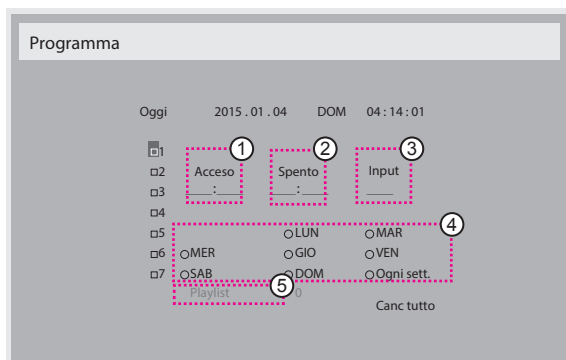 Programma
Oggi 2015 . 01 . 04 DOM 04 : 14 : 01
1
① ② ③
2 Acceso Spento Input
3 ___:___ ___:___ ____
4
④
5 LUN MAR
6 MER GIO VEN
7 SAB DOM Ogni sett.
⑤
Playlist 0
Canc tutto